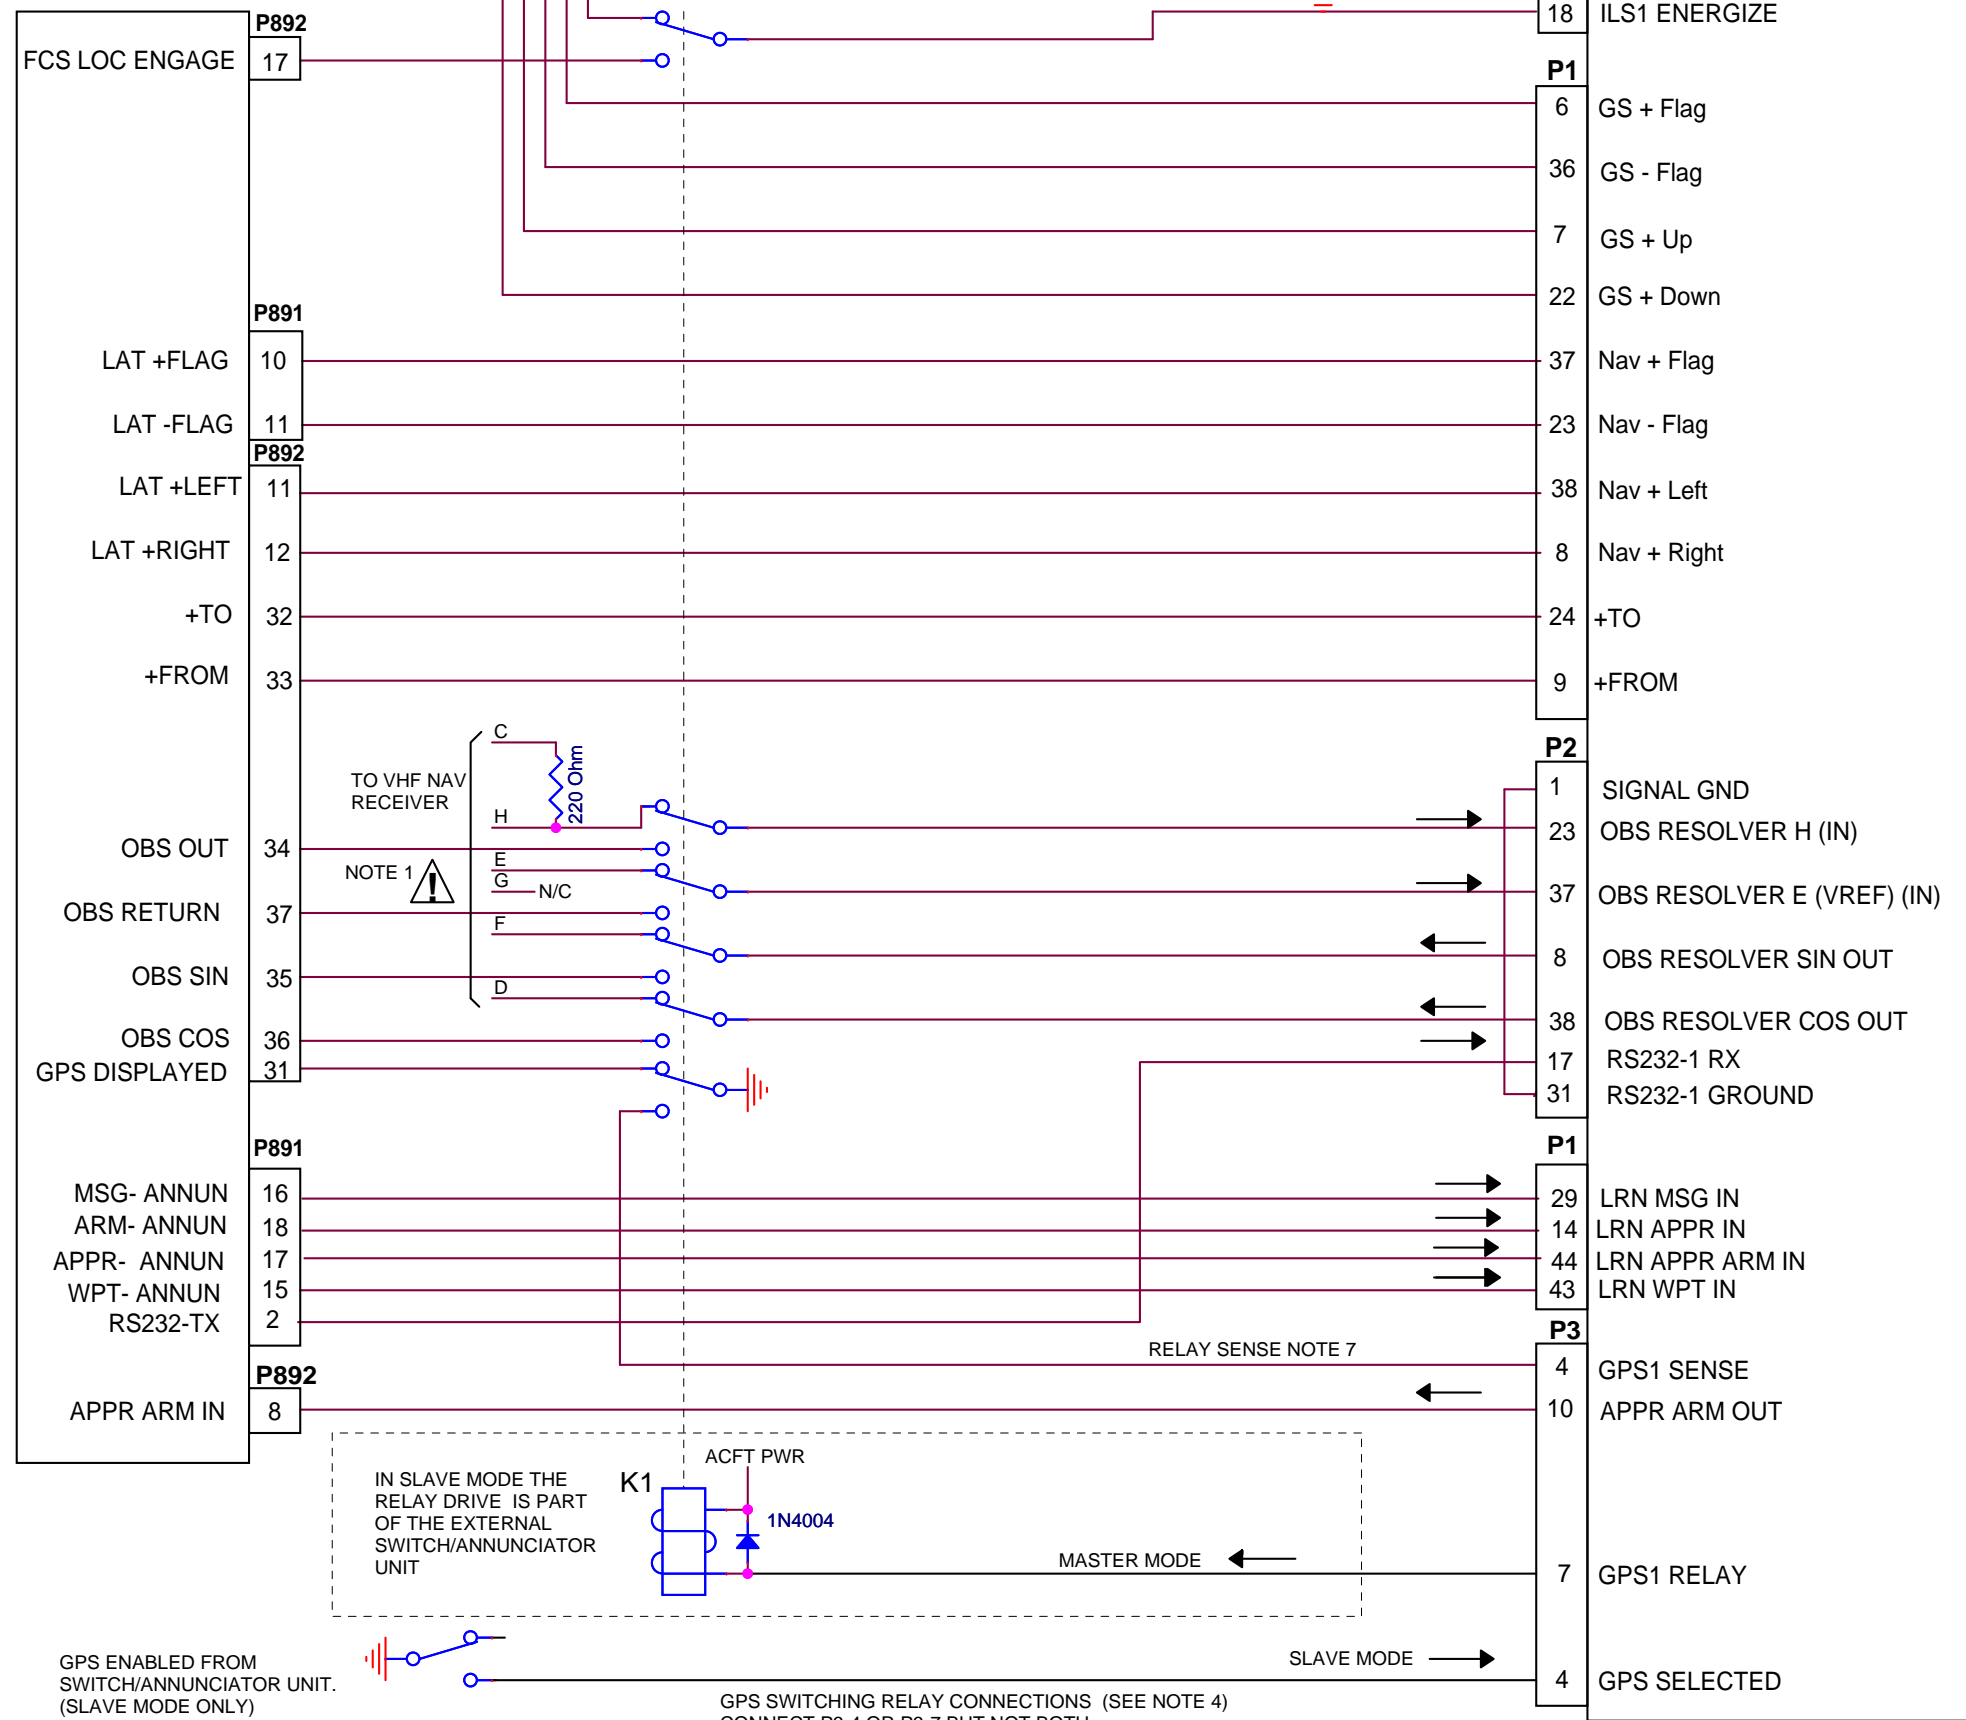 P892
18 ILS1 ENERGIZE
FCS LOC ENGAGE 17
P1
6 GS + Flag
36 GS - Flag
7 GS + Up
22 GS + Down
P891
LAT +FLAG 10 37 Nav + Flag
LAT -FLAG 11 23 Nav - Flag
P892
LAT +LEFT 11 38 Nav + Left
LAT +RIGHT 12 8 Nav + Right
+TO 32 24 +TO
+FROM 33 9 +FROM
C
P2
TO VHF NAV
RECEIVER
220 Ohm
1 SIGNAL GND
H
23 OBS RESOLVER H (IN)
OBS OUT 34
E
NOTE 1
!
G N/C
37 OBS RESOLVER E (VREF) (IN)
OBS RETURN 37
F
8 OBS RESOLVER SIN OUT
OBS SIN 35
D
38 OBS RESOLVER COS OUT
OBS COS 36
17 RS232-1 RX
GPS DISPLAYED 31
31 RS232-1 GROUND
P891
P1
MSG- ANNUN 16 29 LRN MSG IN
ARM- ANNUN 18 14 LRN APPR IN
APPR- ANNUN 17 44 LRN APPR ARM IN
WPT- ANNUN 15 43 LRN WPT IN
RS232-TX 2
P3
RELAY SENSE NOTE 7
4 GPS1 SENSE
P892
APPR ARM IN 8 10 APPR ARM OUT
ACFT PWR
IN SLAVE MODE THE
RELAY DRIVE IS PART
OF THE EXTERNAL
SWITCH/ANNUNCIATOR
UNIT
K1
1N4004
MASTER MODE
7 GPS1 RELAY
GPS ENABLED FROM
SWITCH/ANNUNCIATOR UNIT.
(SLAVE MODE ONLY)
SLAVE MODE
4 GPS SELECTED
GPS SWITCHING RELAY CONNECTIONS (SEE NOTE 4)
CONNECT P3-4 OR P3-7 BUT NOT BOTH